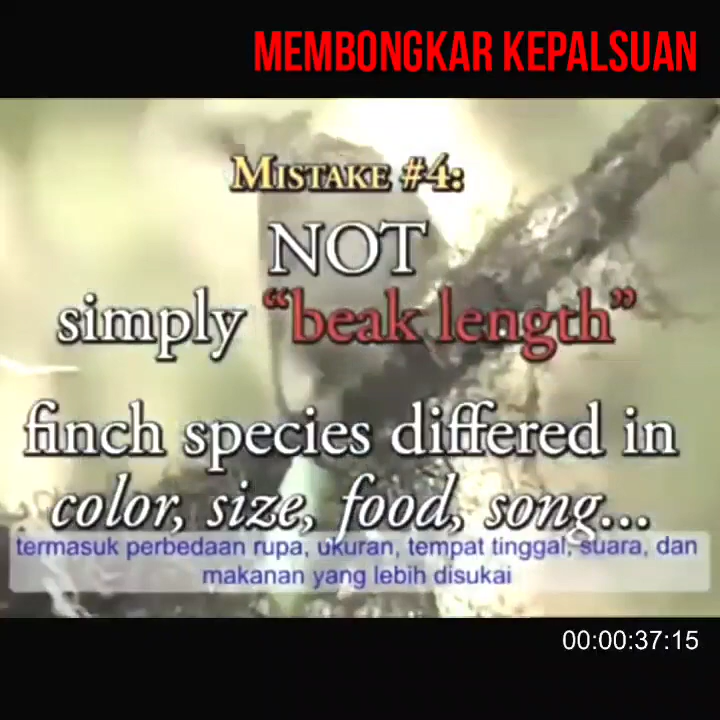 MEMBONGKAR KEPALSUAN
MISTAKE #4:
NOT
simply “beak length”
finch species differed in
color, size, food, song...
termasuk perbedaan rupa, ukuran, tempat tinggal, suara, dan
makanan yang lebih disukai
00:00:37:15